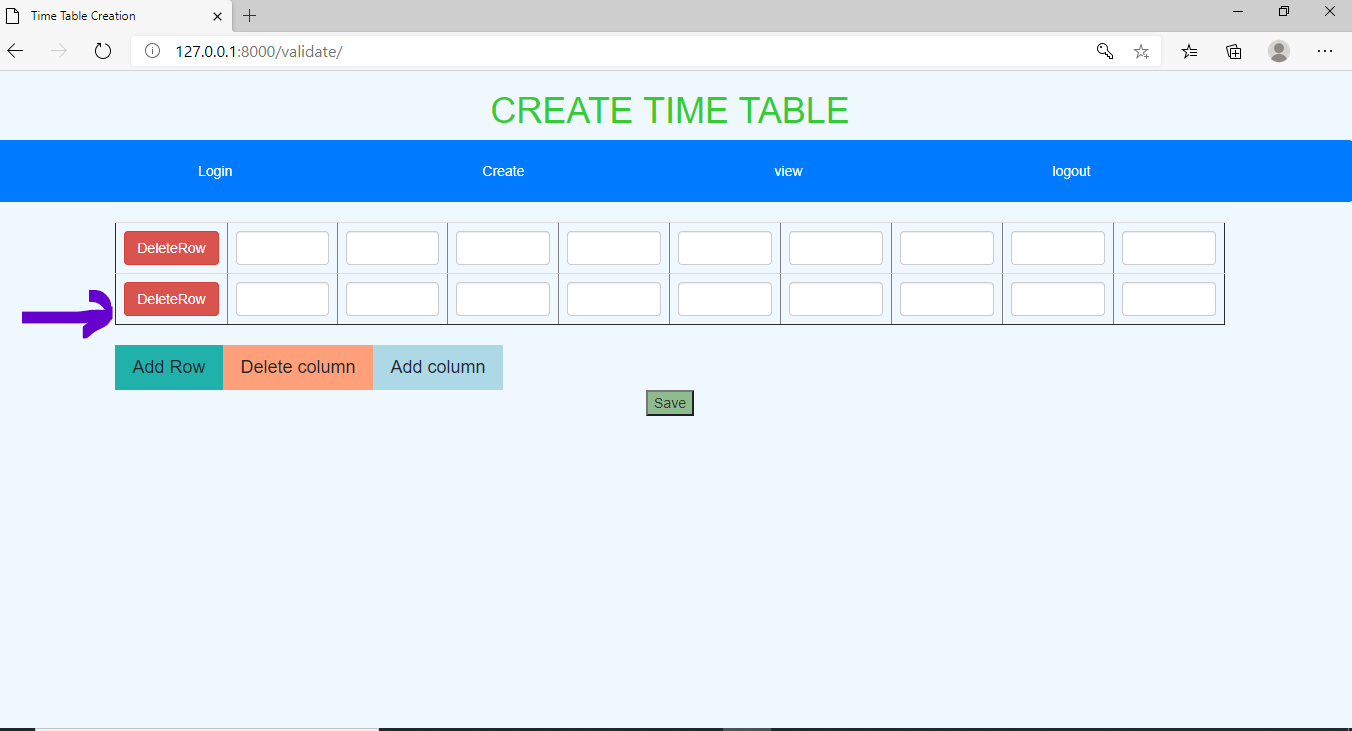 Time Table Creation
127.0.0.1:8000/validate/
CREATE TIME TABLE
Login Create view logout
DeleteRow
DeleteRow
Add Row Delete column Add column
Save